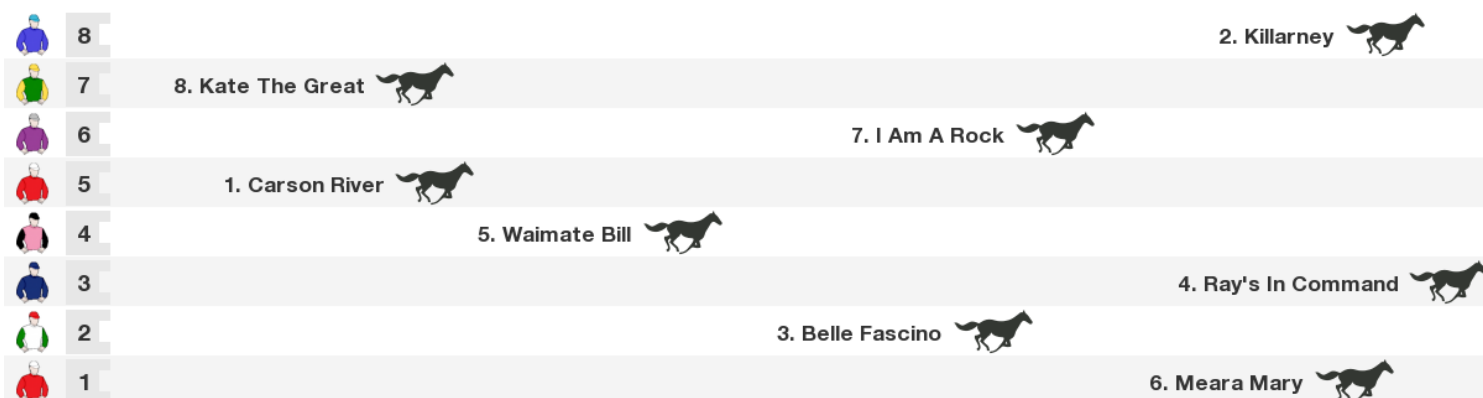 8 2. Killarney
7 8. Kate The Great
6 7. I Am A Rock
5 1. Carson River
4 5. Waimate Bill
3 4. Ray's In Command
2 3. Belle Fascino
1 6. Meara Mary